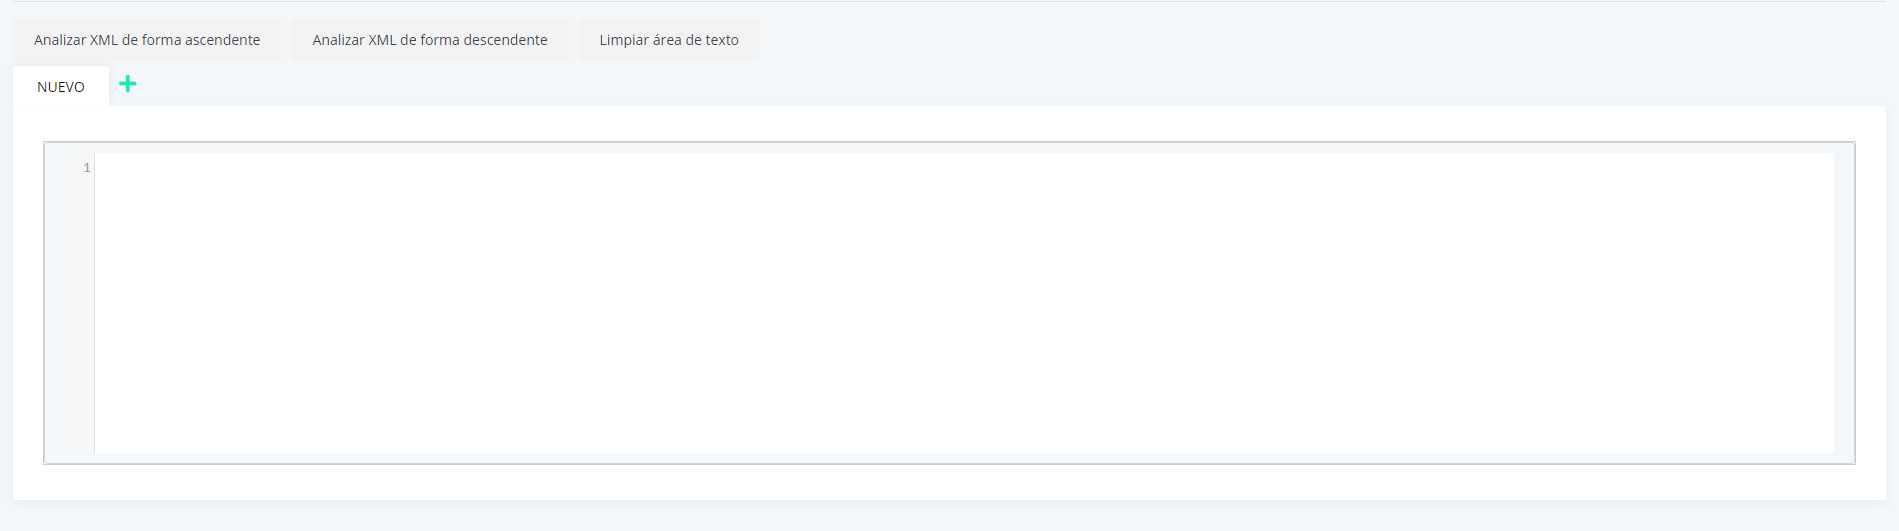 Analizar XML de forma ascendente Analizar XML de forma descendente Limpiar área de texto
NUEVO
1